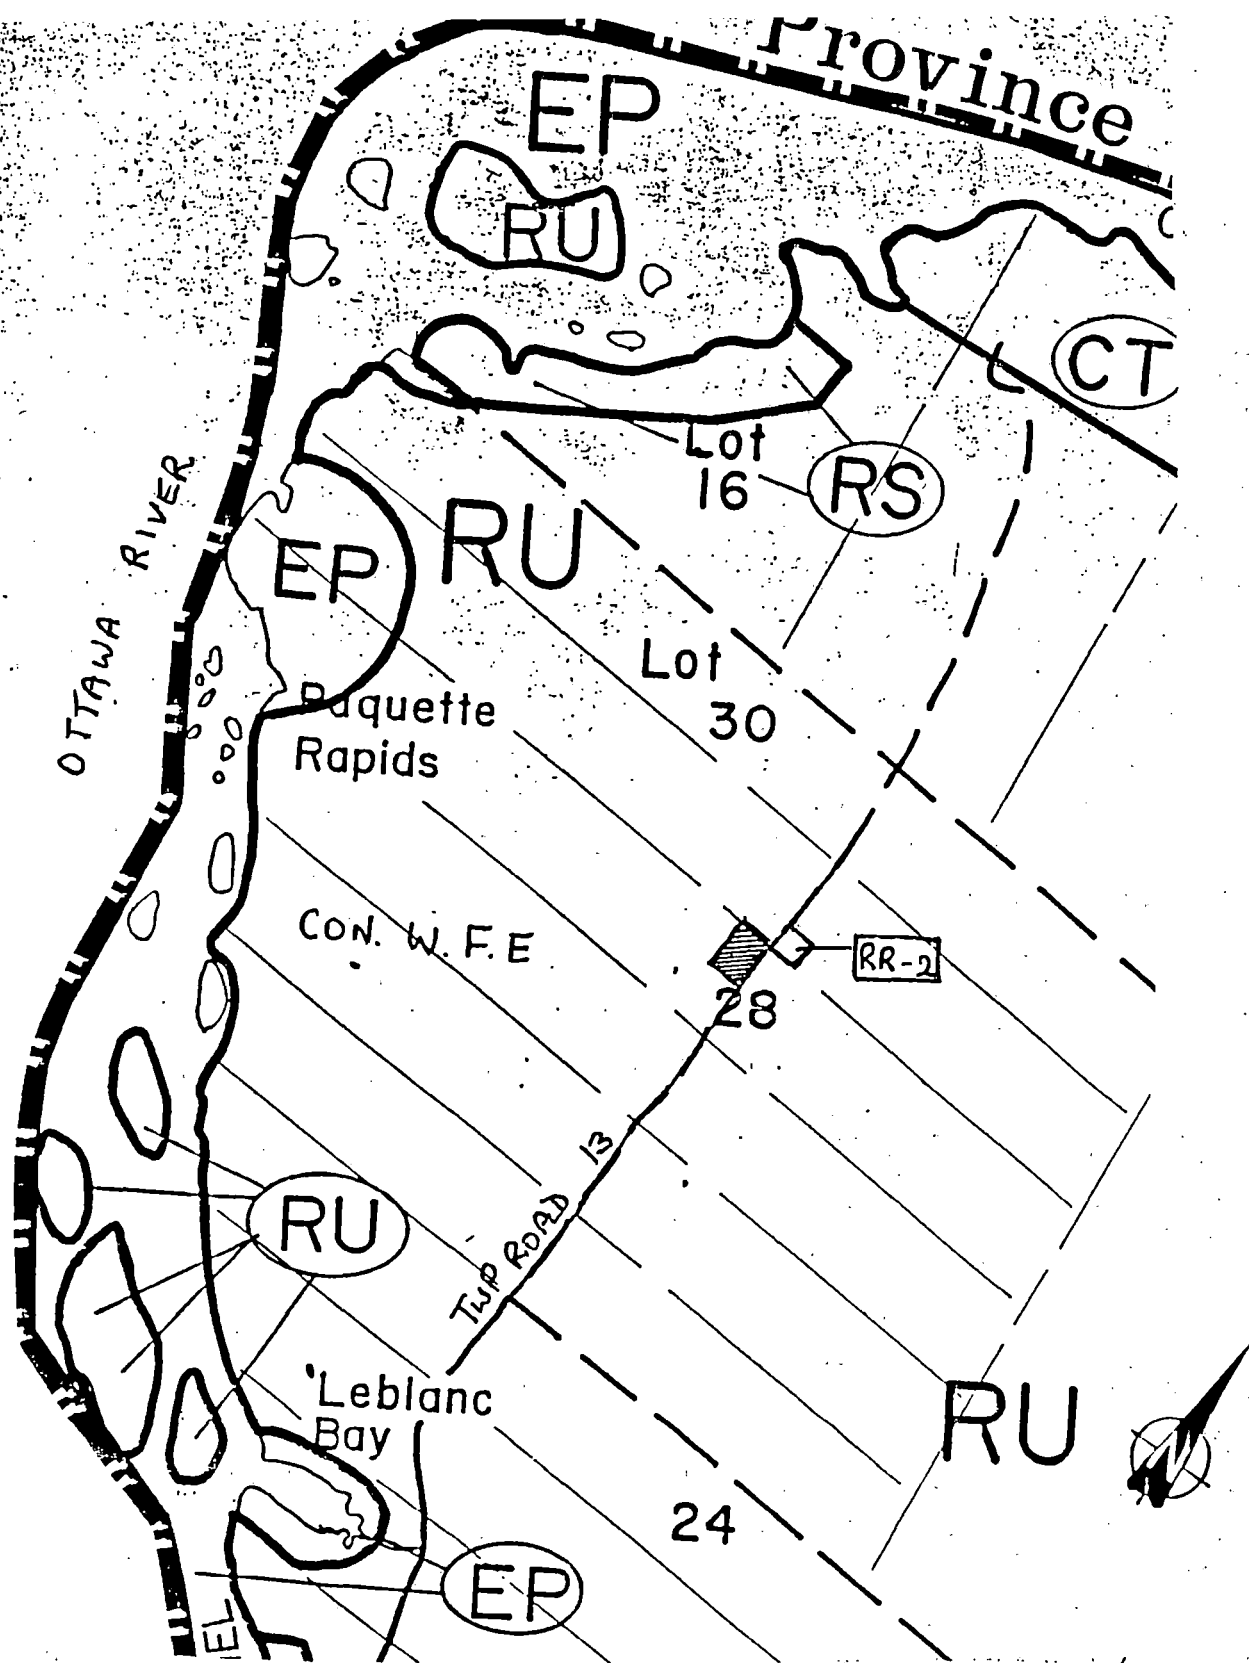 Province
EP
RU
CT
Lot
16
RS
OTTAWA RIVER
EP
RU
Lot
30
Paquette
Rapids
CON. W.F.E
RR-2
28
TWP ROAD 13
RU
'Leblanc
Bay
RU
24
EP